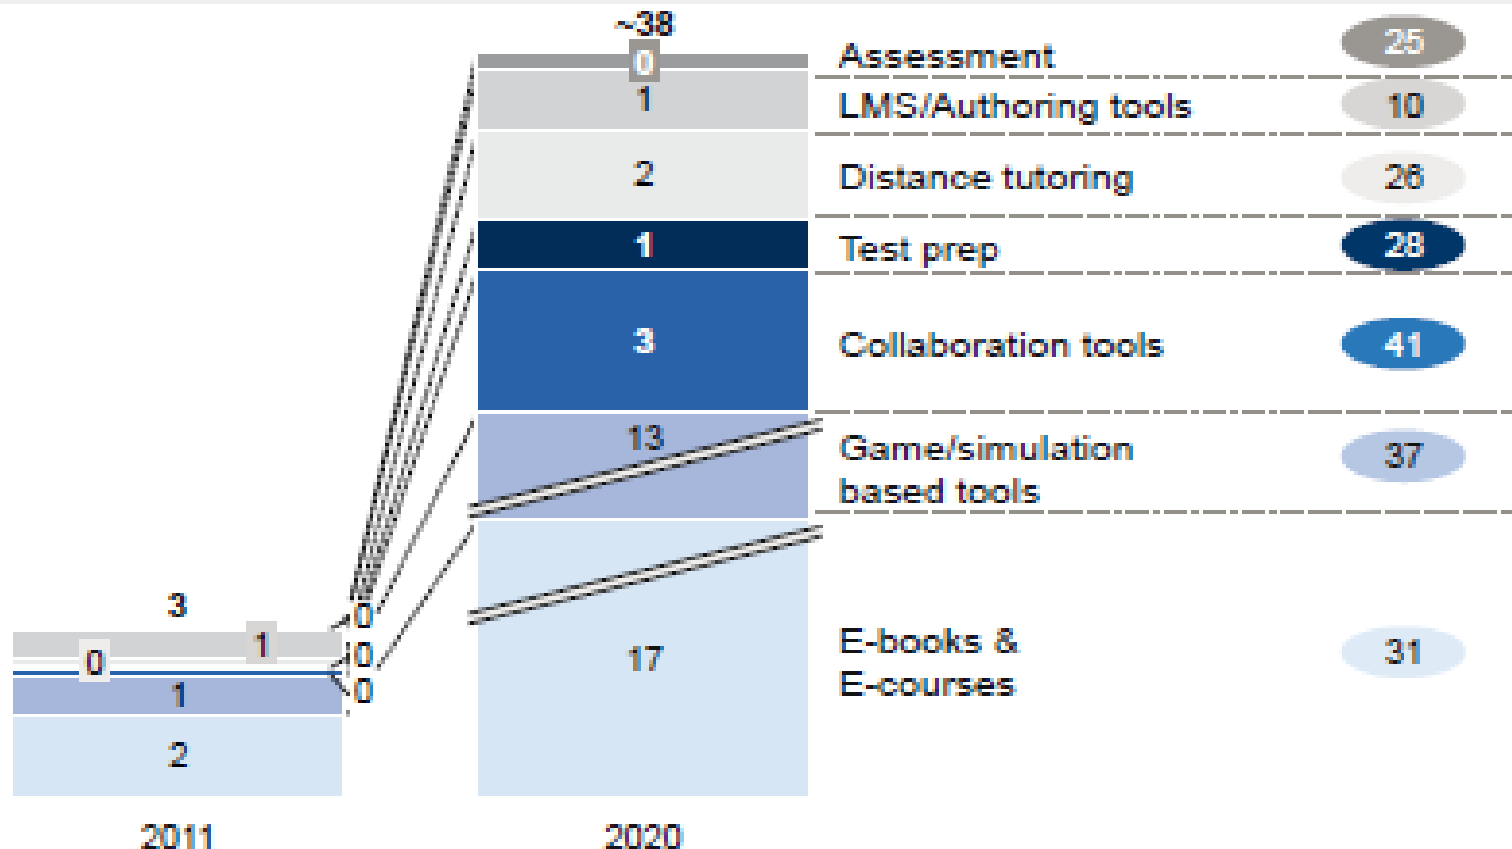 ~38
0
Assessment
25
1
LMS/Authoring tools
10
2
Distance tutoring
26
1
Test prep
28
3
Collaboration tools
41
13
Game/simulation
based tools
37
17
E-books &
E-courses
31
3
0
1
0
0
1
0
2
2011
2020